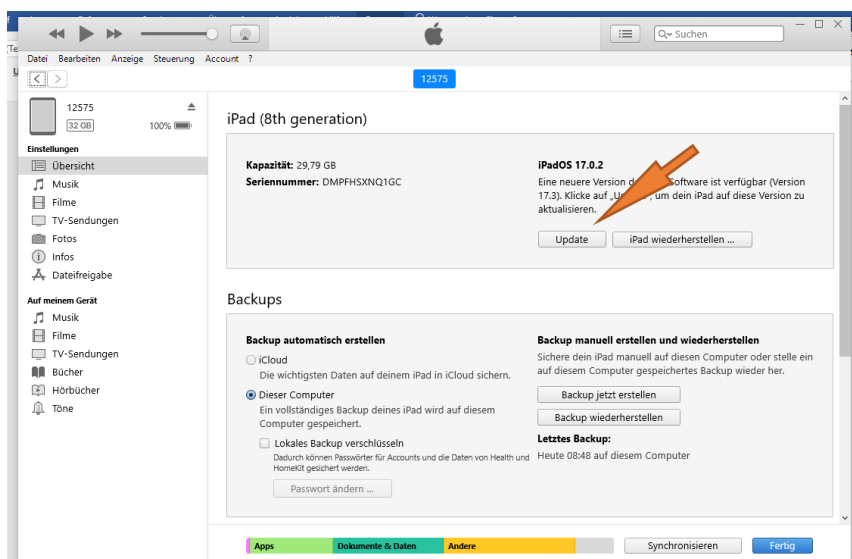 Suchen
Datei Bearbeiten Anzeige Steuerung Account ?
12575
12575
32 GB 100%
Einstellungen
Übersicht
Musik
Filme
TV-Sendungen
Fotos
Infos
Dateifreigabe
Auf meinem Gerät
Musik
Filme
TV-Sendungen
Bücher
Hörbücher
Töne
iPad (8th generation)
Kapazität: 29,79 GB
Seriennummer: DMPFHSXNQ1GC
iPadOS 17.0.2
Eine neuere Version Software ist verfügbar (Version
17.3). Klicke auf um dein iPad auf diese Version zu
aktualisieren.
Update iPad wiederherstellen ...
Backups
Backup automatisch erstellen
iCloud
Die wichtigsten Daten auf deinem iPad in iCloud sichern.
Dieser Computer
Ein vollständiges Backup deines iPad wird auf diesem
Computer gespeichert.
Lokales Backup verschlüsseln
Dadurch können Passwörter für Accounts und die Daten von Health und
HomeKit gesichert werden.
Passwort ändern ...
Backup manuell erstellen und wiederherstellen
Sichere dein iPad manuell auf diesen Computer oder stelle ein
auf diesem Computer gespeichertes Backup wieder her.
Backup jetzt erstellen
Backup wiederherstellen
Letztes Backup:
Heute 08:48 auf diesem Computer
Apps Dokumente & Daten Andere
Synchronisieren Fertig